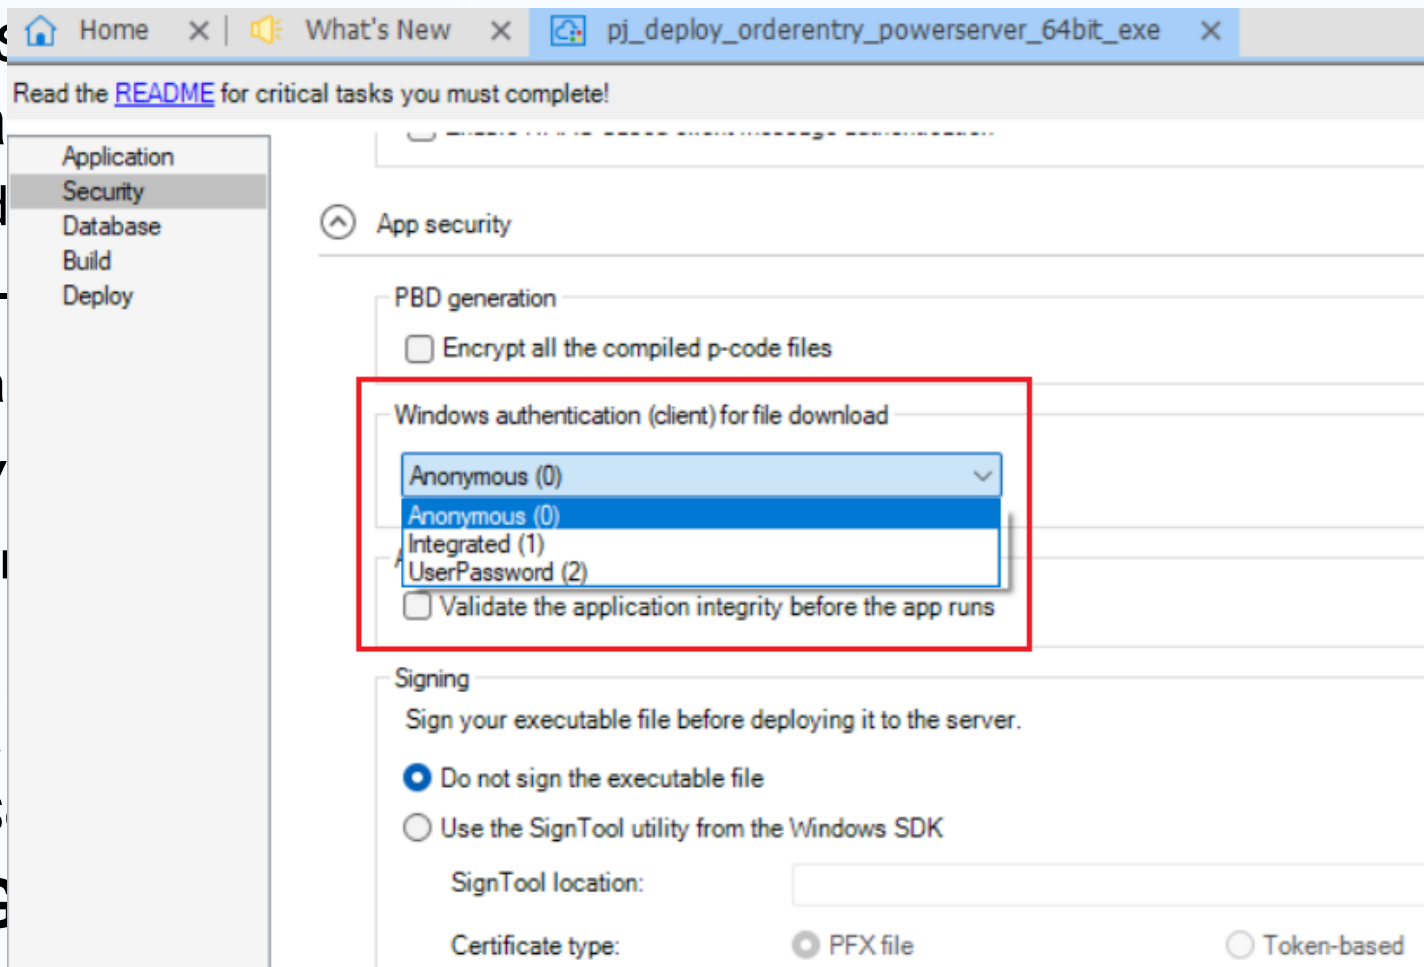 Home What's New pj_deploy_orderentry_powerserver_64bit_exe
Read the README for critical tasks you must complete!
Application
Security
Database
Build
Deploy
App security
PBD generation
Encrypt all the compiled p-code files
Windows authentication (client) for file download
Anonymous (0)
Anonymous (0)
Integrated (1)
UserPassword (2)
Validate the application integrity before the app runs
Signing
Sign your executable file before deploying it to the server.
Do not sign the executable file
Use the SignTool utility from the Windows SDK
SignTool location:
Certificate type: PFX file Token-based